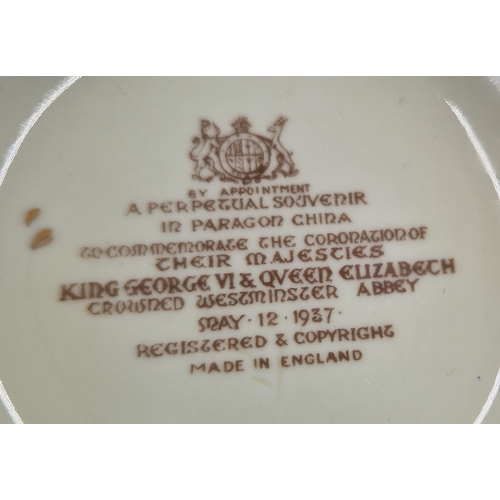 BY APPOINTMENT
A PERPETUAL SOUVENIR
IN PARAGON CHINA
TO COMMEMORATE THE CORONATION OF
THEIR MAJESTIES
KING GEORGE VI & QVEEN ELIZABETH
CROWNED WESTMINSTER ABBEY
MAY · 12 · 1937 ·
REGISTERED & COPYRIGHT
MADE IN ENGLAND